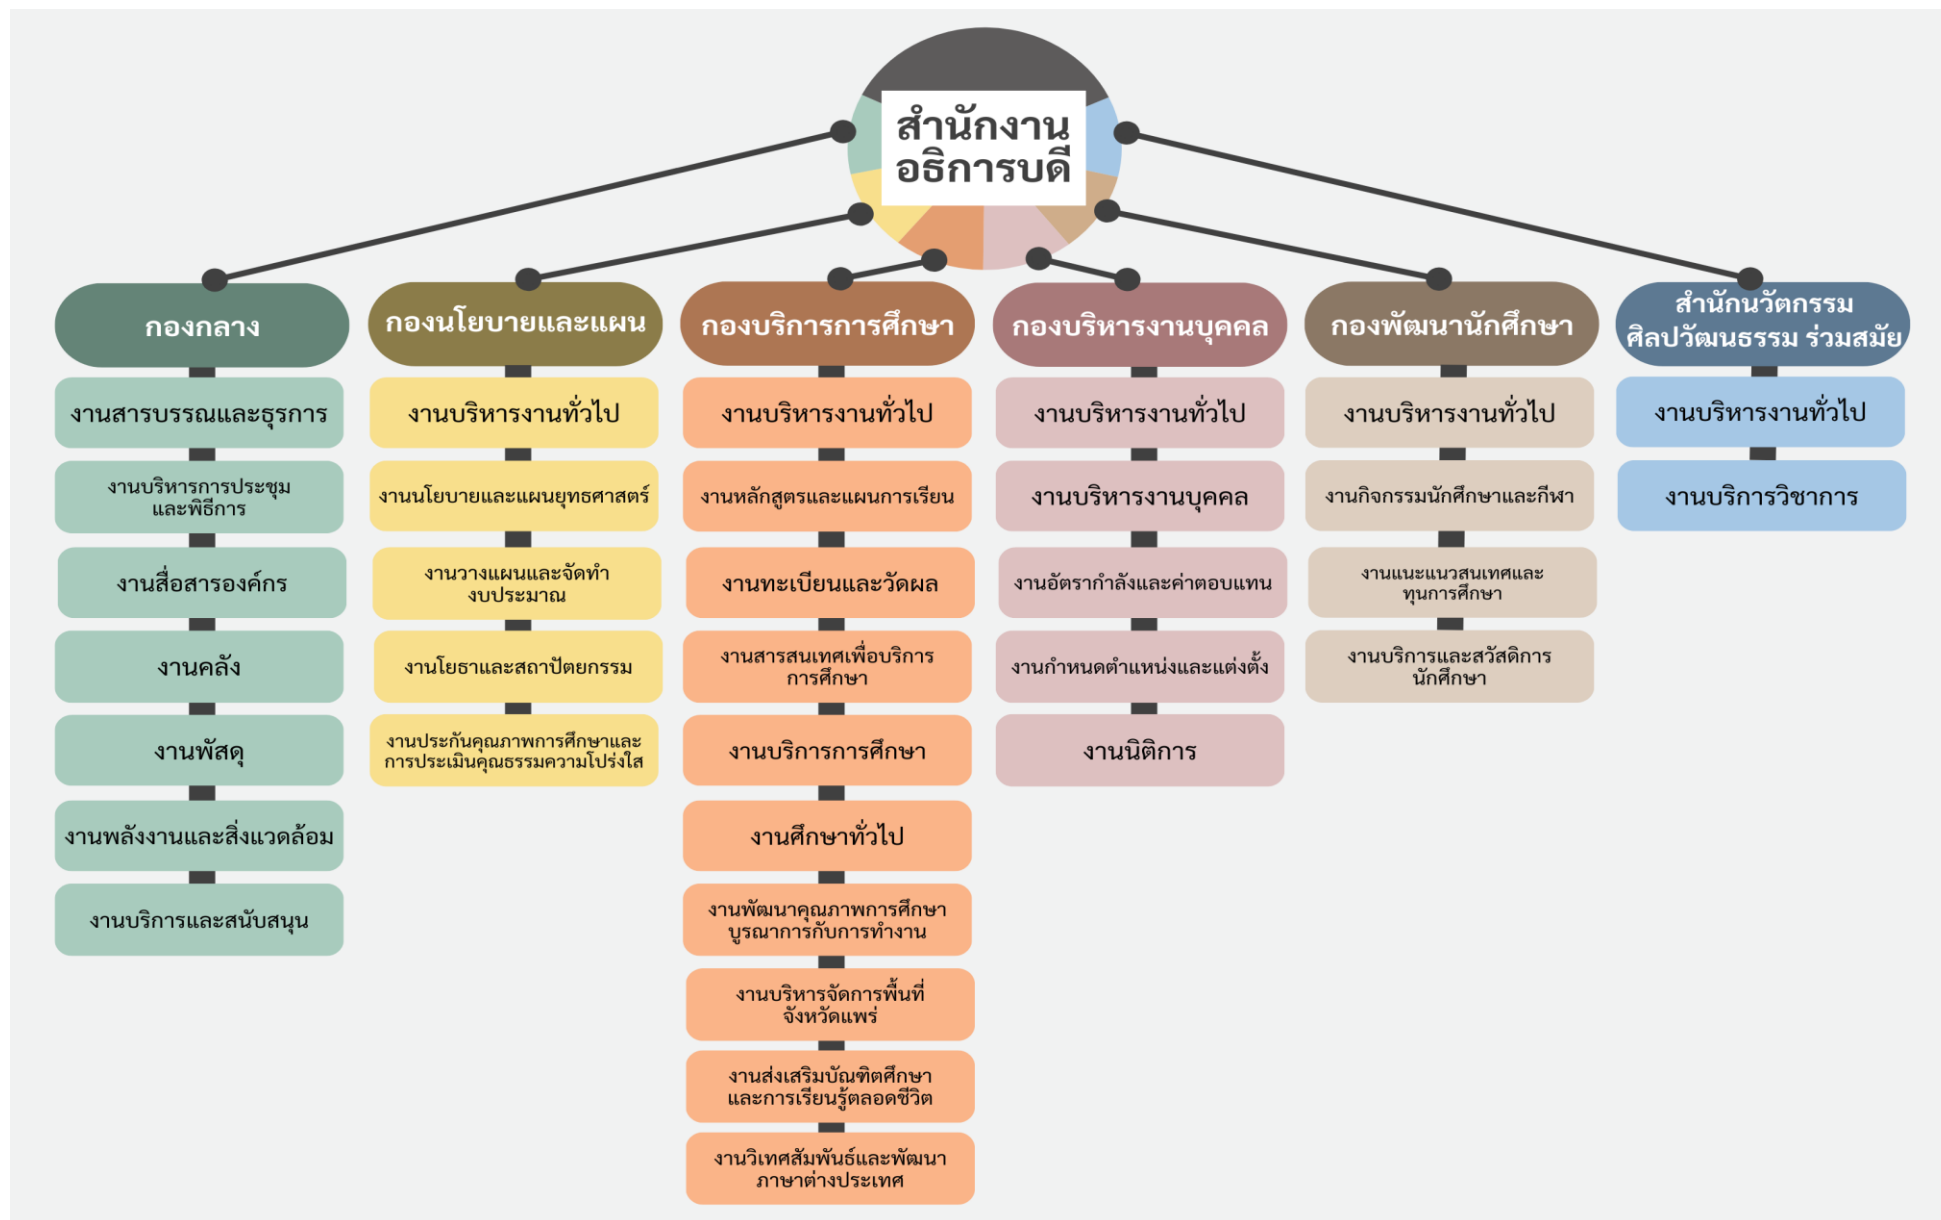 สำนักงาน
อธิการบดี
กองกลาง
งานสารบรรณและธุรการ
งานบริหารการประชุม
และพิธีการ
งานสื่อสารองค์กร
งานคลัง
งานพัสดุ
งานพลังงานและสิ่งแวดล้อม
งานบริการและสนับสนุน
กองนโยบายและแผน
งานบริหารงานทั่วไป
งานนโยบายและแผนยุทธศาสตร์
งานวางแผนและจัดทำ
งบประมาณ
งานโยธาและสถาปัตยกรรม
งานประกันคุณภาพการศึกษาและ
การประเมินคุณธรรมความโปร่งใส
กองบริการการศึกษา
งานบริหารงานทั่วไป
งานหลักสูตรและแผนการเรียน
งานทะเบียนและวัดผล
งานสารสนเทศเพื่อบริการ
การศึกษา
งานบริการการศึกษา
งานศึกษาทั่วไป
งานพัฒนาคุณภาพการศึกษา
บูรณาการกับการทำงาน
งานบริหารจัดการพื้นที่
จังหวัดแพร่
งานส่งเสริมบัณฑิตศึกษา
และการเรียนรู้ตลอดชีวิต
งานวิเทศสัมพันธ์และพัฒนา
ภาษาต่างประเทศ
กองบริหารงานบุคคล
งานบริหารงานทั่วไป
งานบริหารงานบุคคล
งานอัตรากำลังและค่าตอบแทน
งานกำหนดตำแหน่งและแต่งตั้ง
งานนิติการ
กองพัฒนานักศึกษา
งานบริหารงานทั่วไป
งานกิจกรรมนักศึกษาและกีฬา
งานแนะแนวสนเทศและ
ทุนการศึกษา
งานบริการและสวัสดิการ
นักศึกษา
สำนักนวัตกรรม
ศิลปวัฒนธรรม ร่วมสมัย
งานบริหารงานทั่วไป
งานบริการวิชาการ